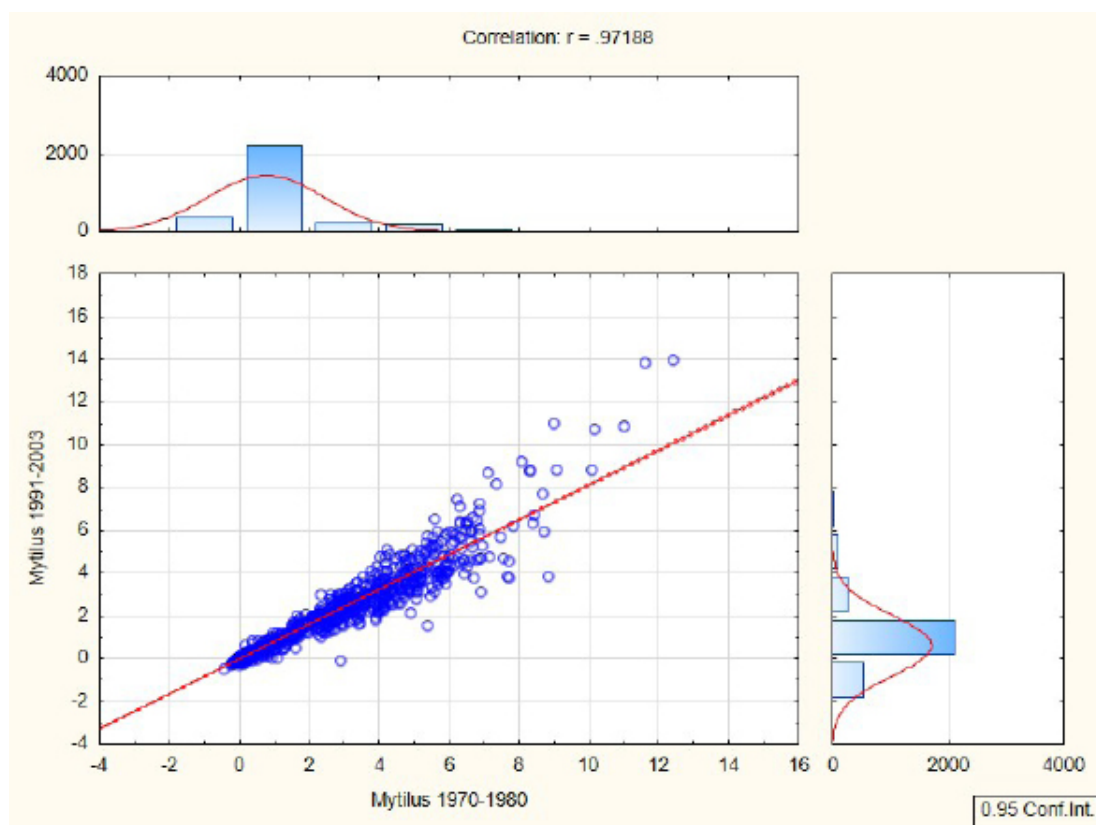 Correlation: r = .97188
4000
2000
0
18
16
14
12
10
8
6
4
2
0
-2
-4
Mytilus 1991-2003
-4 -2 0 2 4 6 8 10 12 14 16
Mytilus 1970-1980
0 2000 4000
0.95 Conf.Int.